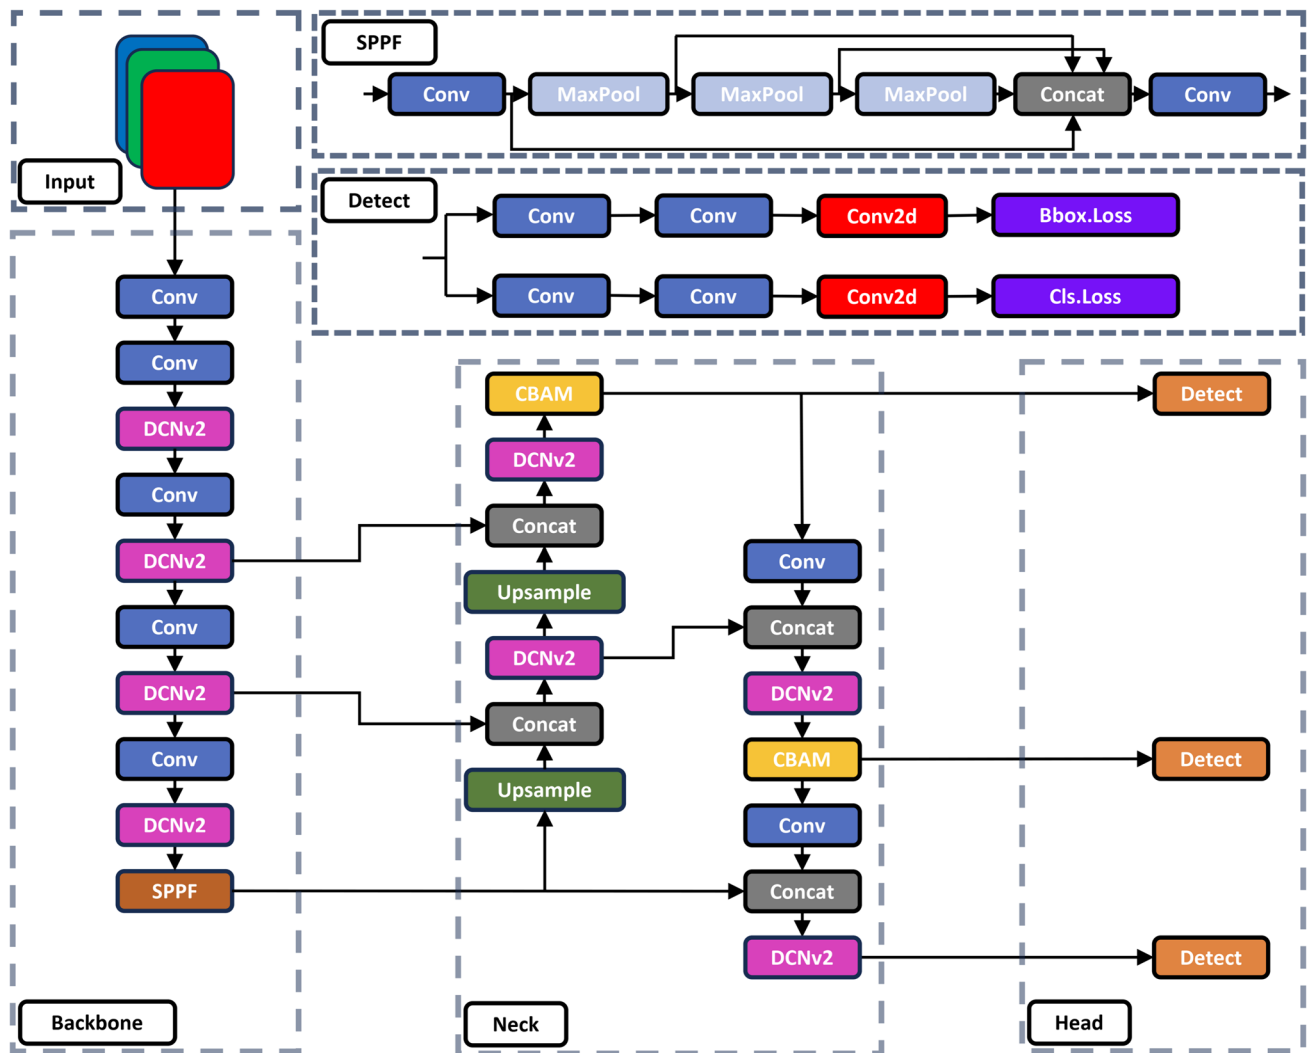 Input
SPPF
Conv
MaxPool
MaxPool
MaxPool
Concat
Conv
Detect
Conv
Conv
Conv2d
Bbox.Loss
Conv
Conv
Conv2d
Cls.Loss
Conv
Conv
DCNv2
Conv
DCNv2
Conv
DCNv2
Conv
DCNv2
SPPF
Backbone
CBAM
DCNv2
Concat
Upsample
DCNv2
Concat
Upsample
Conv
Concat
DCNv2
CBAM
Conv
Concat
DCNv2
Neck
Detect
Detect
Detect
Head